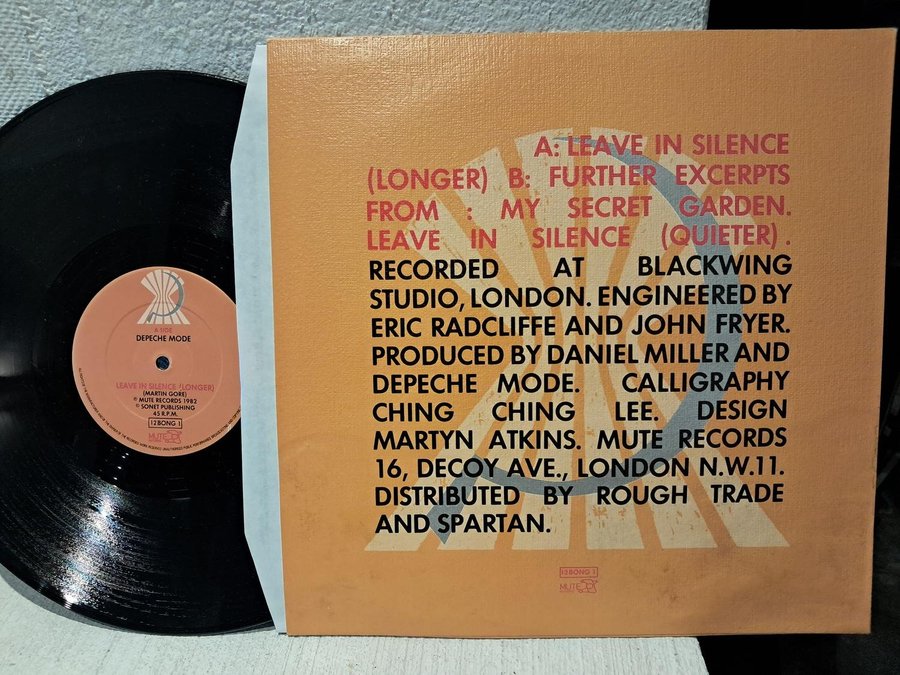 A SIDE
DEPECHE MODE
LEAVE IN SILENCE (LONGER)
(MARTIN GORE)
℗ MUTE RECORDS 1982
© SONET PUBLISHING
45 R.P.M.
12BONG 1
MUTE
A: LEAVE IN SILENCE
(LONGER) B: FURTHER EXCERPTS
FROM : MY SECRET GARDEN.
LEAVE IN SILENCE (QUIETER).
RECORDED AT BLACKWING
STUDIO, LONDON. ENGINEERED BY
ERIC RADCLIFFE AND JOHN FRYER.
PRODUCED BY DANIEL MILLER AND
DEPECHE MODE. CALLIGRAPHY
CHING CHING LEE. DESIGN
MARTYN ATKINS. MUTE RECORDS
16, DECOY AVE., LONDON N.W.11.
DISTRIBUTED BY ROUGH TRADE
AND SPARTAN.
12BONG 1
MUTE